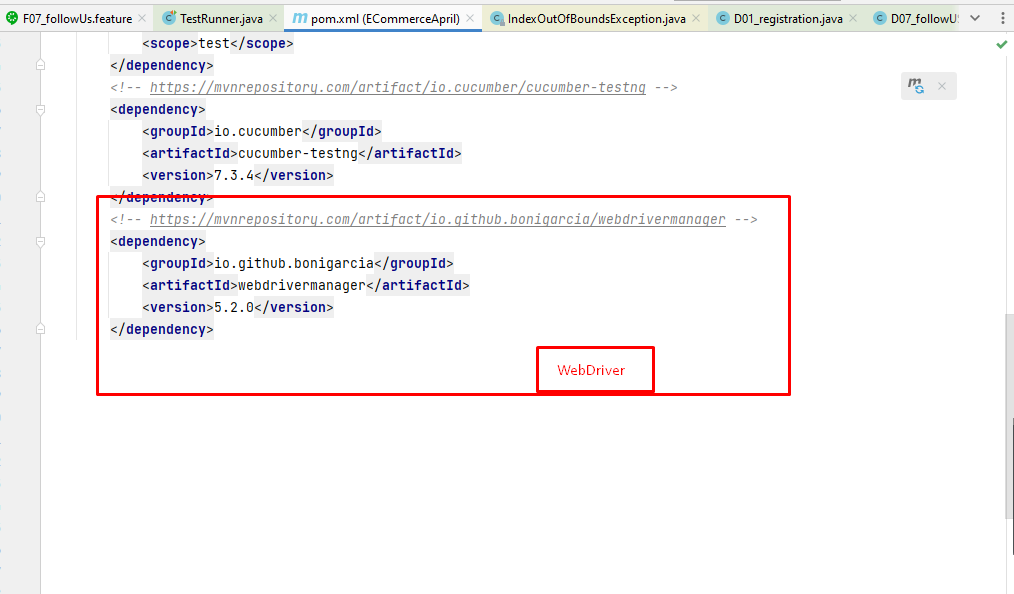 F07_followUs.feature TestRunner.java pom.xml (ECommerceApril) IndexOutOfBoundsException.java D01_registration.java D07_followU
<scope>test</scope>
</dependency>
<!-- https://mvnrepository.com/artifact/io.cucumber/cucumber-testng -->
<dependency>
<groupId>io.cucumber</groupId>
<artifactId>cucumber-testng</artifactId>
<version>7.3.4</version>
</dependency>
<!-- https://mvnrepository.com/artifact/io.github.bonigarcia/webdrivermanager -->
<dependency>
<groupId>io.github.bonigarcia</groupId>
<artifactId>webdrivermanager</artifactId>
<version>5.2.0</version>
</dependency>
WebDriver